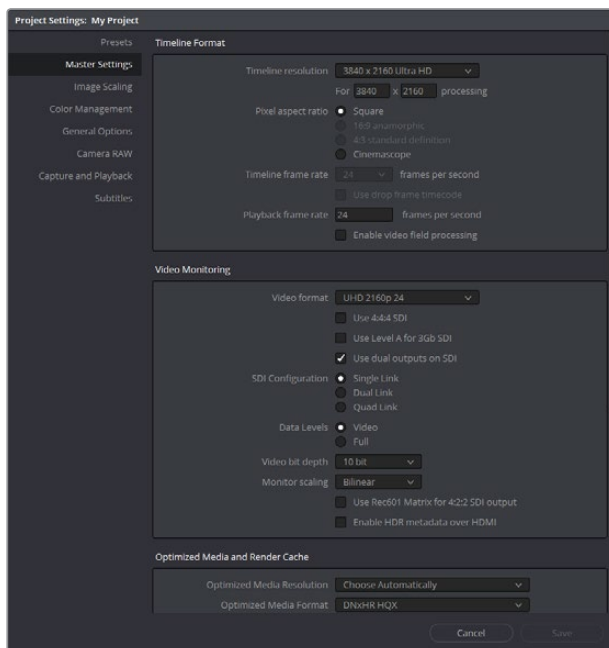 Project Settings: My Project
Presets
Master Settings
Image Scaling
Color Management
General Options
Camera RAW
Capture and Playback
Subtitles
Timeline Format
Timeline resolution 3840 x 2160 Ultra HD
For 3840 x 2160 processing
Pixel aspect ratio Square
16:9 anamorphic
4:3 standard definition
Cinemascope
Timeline frame rate 24 frames per second
Use drop frame timecode
Playback frame rate 24 frames per second
Enable video field processing
Video Monitoring
Video format UHD 2160p 24
Use 4:4:4 SDI
Use Level A for 3Gb SDI
Use dual outputs on SDI
SDI Configuration Single Link
Dual Link
Quad Link
Data Levels Video
Full
Video bit depth 10 bit
Monitor scaling Bilinear
Use Rec601 Matrix for 4:2:2 SDI output
Enable HDR metadata over HDMI
Optimized Media and Render Cache
Optimized Media Resolution Choose Automatically
Optimized Media Format DNxHR HQX
Cancel Save